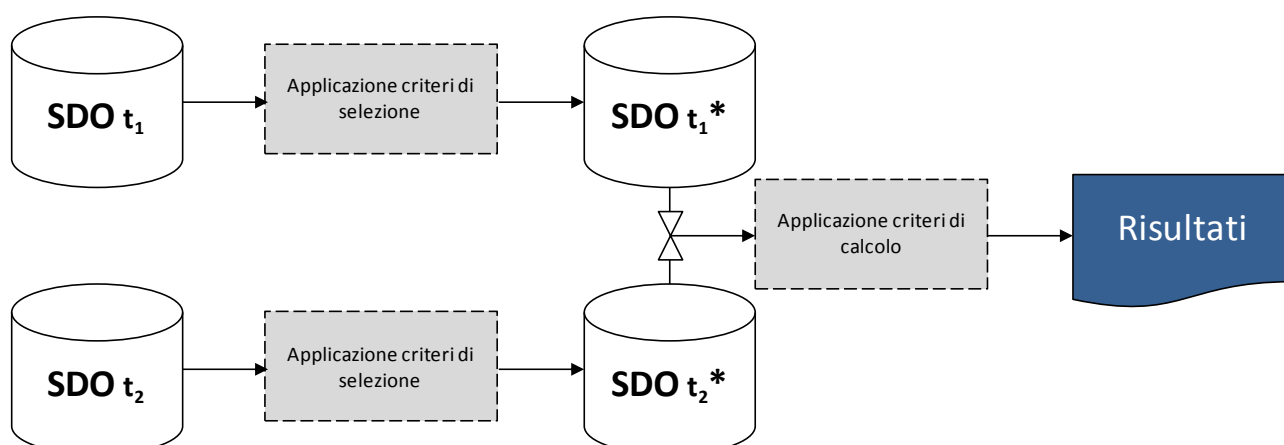 SDO t₁
Applicazione criteri di
selezione
SDO t₁*
Applicazione criteri di
calcolo
Risultati
SDO t₂
Applicazione criteri di
selezione
SDO t₂*